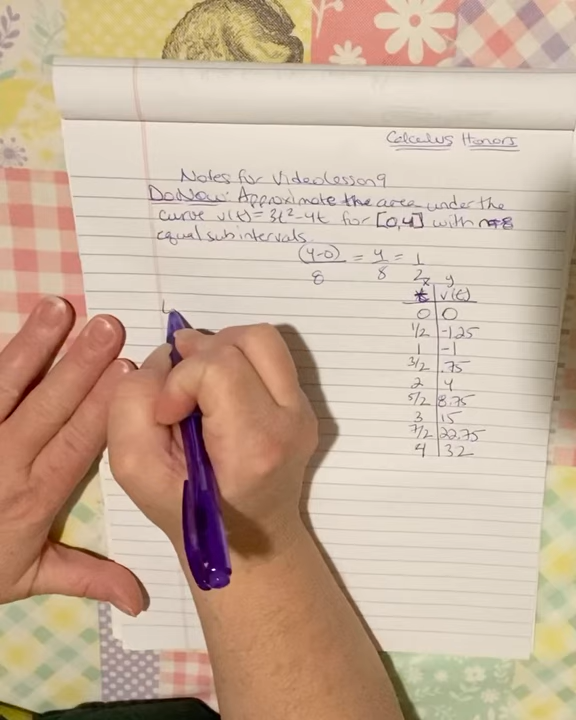 Calculus Honors
Notes for Video Lesson 9
Do Now: Approximate the area under the
curve v(t) = 3t² - 4t for [0,4] with n=8
equal subintervals.
(4-0)/8 = 4/8 = 1/2
x y
t v(t)
0 0
1/2 -1.25
1 -1
3/2 .75
2 4
5/2 8.75
3 15
7/2 22.75
4 32